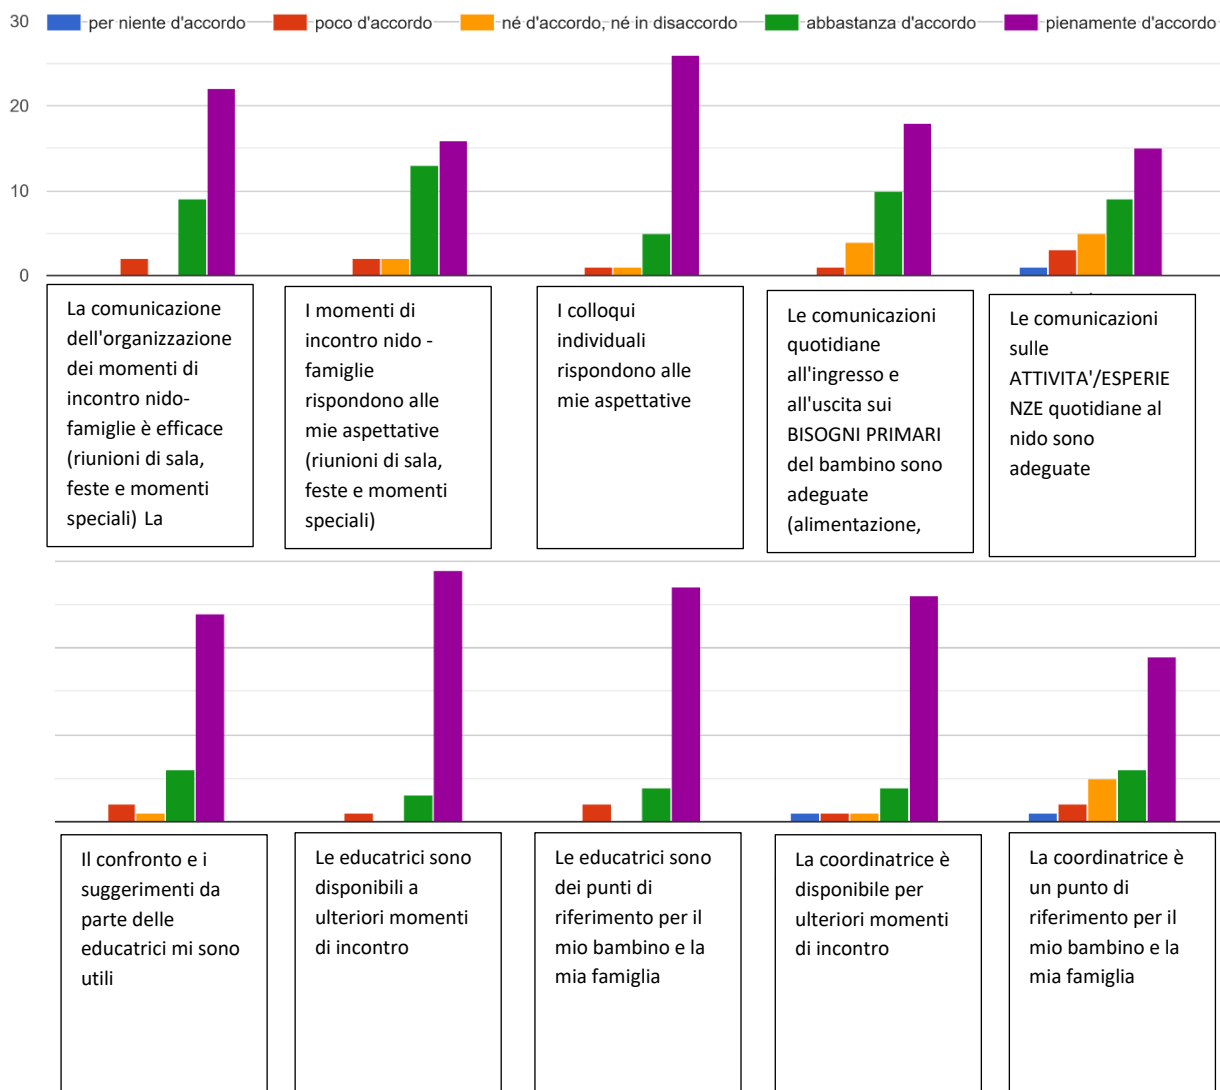 30
per niente d'accordo
poco d'accordo
né d'accordo, né in disaccordo
abbastanza d'accordo
pienamente d'accordo
20
10
0
La comunicazione
dell'organizzazione
dei momenti di
incontro nido-
famiglie è efficace
(riunioni di sala,
feste e momenti
speciali) La
I momenti di
incontro nido -
famiglie
rispondono alle
mie aspettative
(riunioni di sala,
feste e momenti
speciali)
I colloqui
individuali
rispondono alle
mie aspettative
Le comunicazioni
quotidiane
all'ingresso e
all'uscita sui
BISOGNI PRIMARI
del bambino sono
adeguate
(alimentazione,
Le comunicazioni
sulle
ATTIVITA'/ESPERIE
NZE quotidiane al
nido sono
adeguate
Il confronto e i
suggerimenti da
parte delle
educatrici mi sono
utili
Le educatrici sono
disponibili a
ulteriori momenti
di incontro
Le educatrici sono
dei punti di
riferimento per il
mio bambino e la
mia famiglia
La coordinatrice è
disponibile per
ulteriori momenti
di incontro
La coordinatrice è
un punto di
riferimento per il
mio bambino e la
mia famiglia